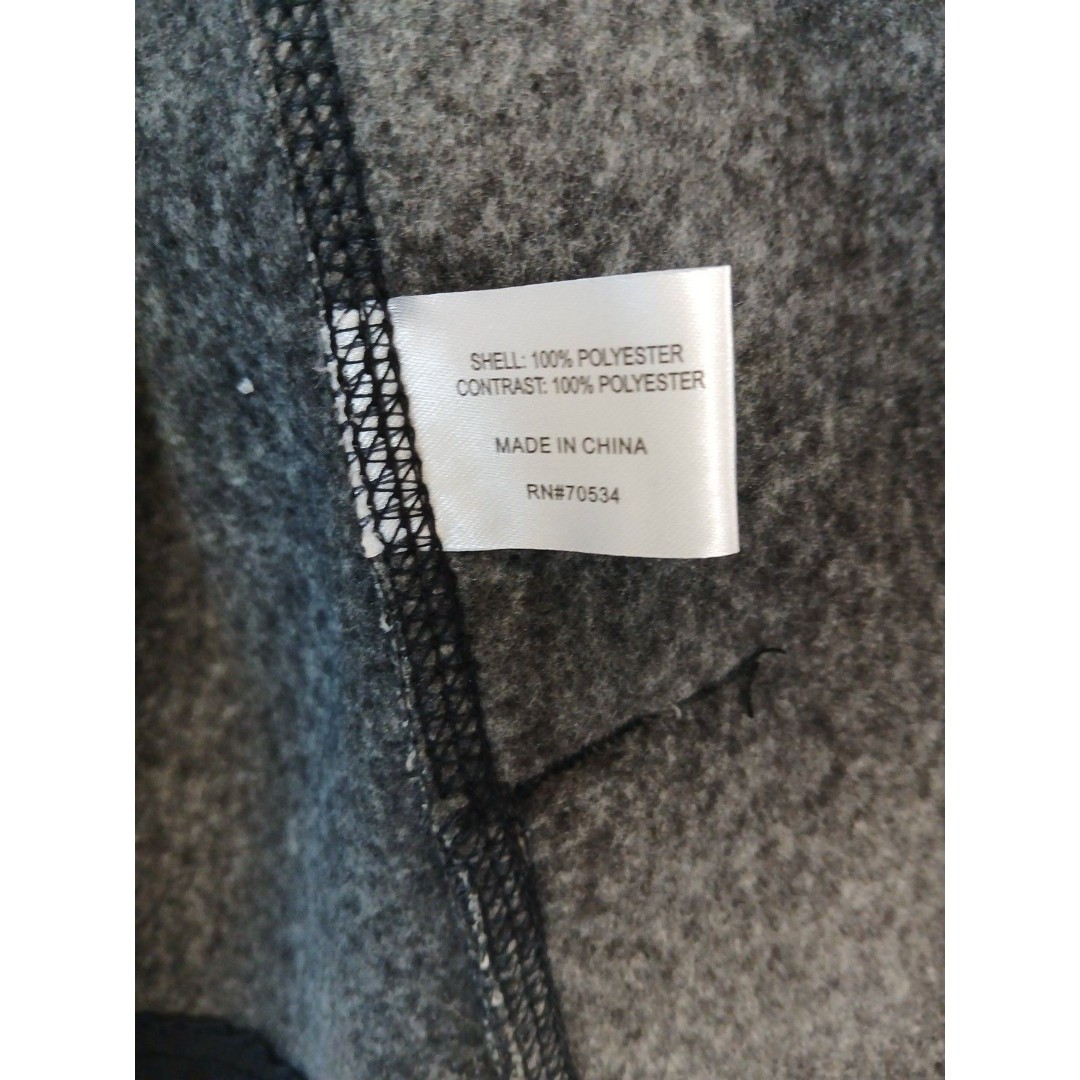 SHELL: 100% POLYESTER
CONTRAST: 100% POLYESTER
MADE IN CHINA
RN#70534